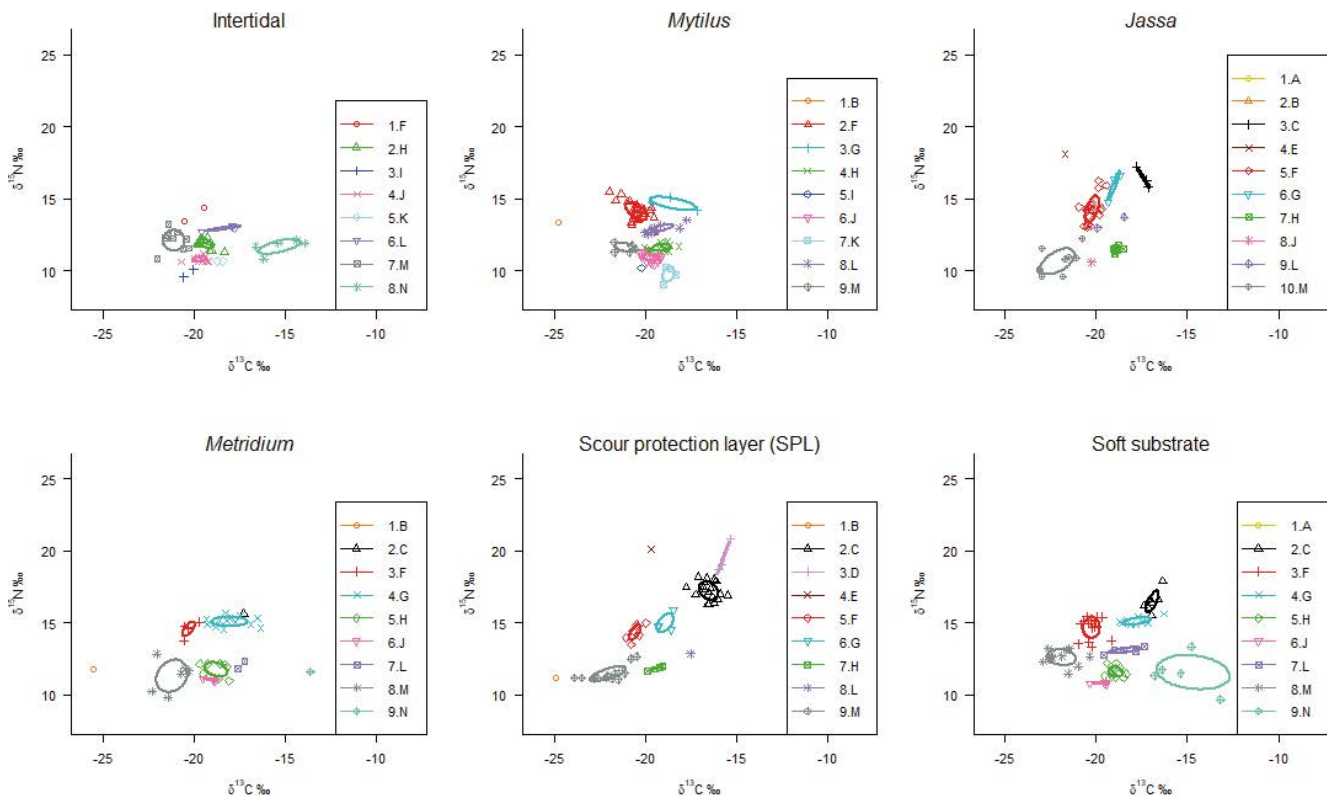 Intertidal
25
20
15
10
δ15N ‰
-25 -20 -15 -10
δ13C ‰
1.F
2.H
3.I
4.J
5.K
6.L
7.M
8.N
Mytilus
25
20
15
10
δ15N ‰
-25 -20 -15 -10
δ13C ‰
1.B
2.F
3.G
4.H
5.I
6.J
7.K
8.L
9.M
Jassa
25
20
15
10
δ15N ‰
-25 -20 -15 -10
δ13C ‰
1.A
2.B
3.C
4.E
5.F
6.G
7.H
8.J
9.L
10.M
Metridium
25
20
15
10
δ15N ‰
-25 -20 -15 -10
δ13C ‰
1.B
2.C
3.F
4.G
5.H
6.J
7.L
8.M
9.N
Scour protection layer (SPL)
25
20
15
10
δ15N ‰
-25 -20 -15 -10
δ13C ‰
1.B
2.C
3.D
4.E
5.F
6.G
7.H
8.L
9.M
Soft substrate
25
20
15
10
δ15N ‰
-25 -20 -15 -10
δ13C ‰
1.A
2.C
3.F
4.G
5.H
6.J
7.L
8.M
9.N